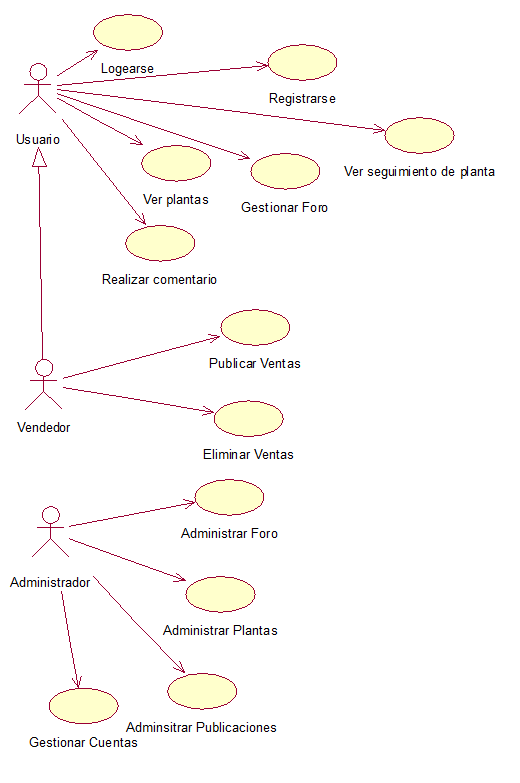 Logearse
Registrarse
Usuario
Ver seguimiento de planta
Ver plantas
Gestionar Foro
Realizar comentario
Publicar Ventas
Vendedor
Eliminar Ventas
Administrar Foro
Administrador
Administrar Plantas
Adminsitrar Publicaciones
Gestionar Cuentas